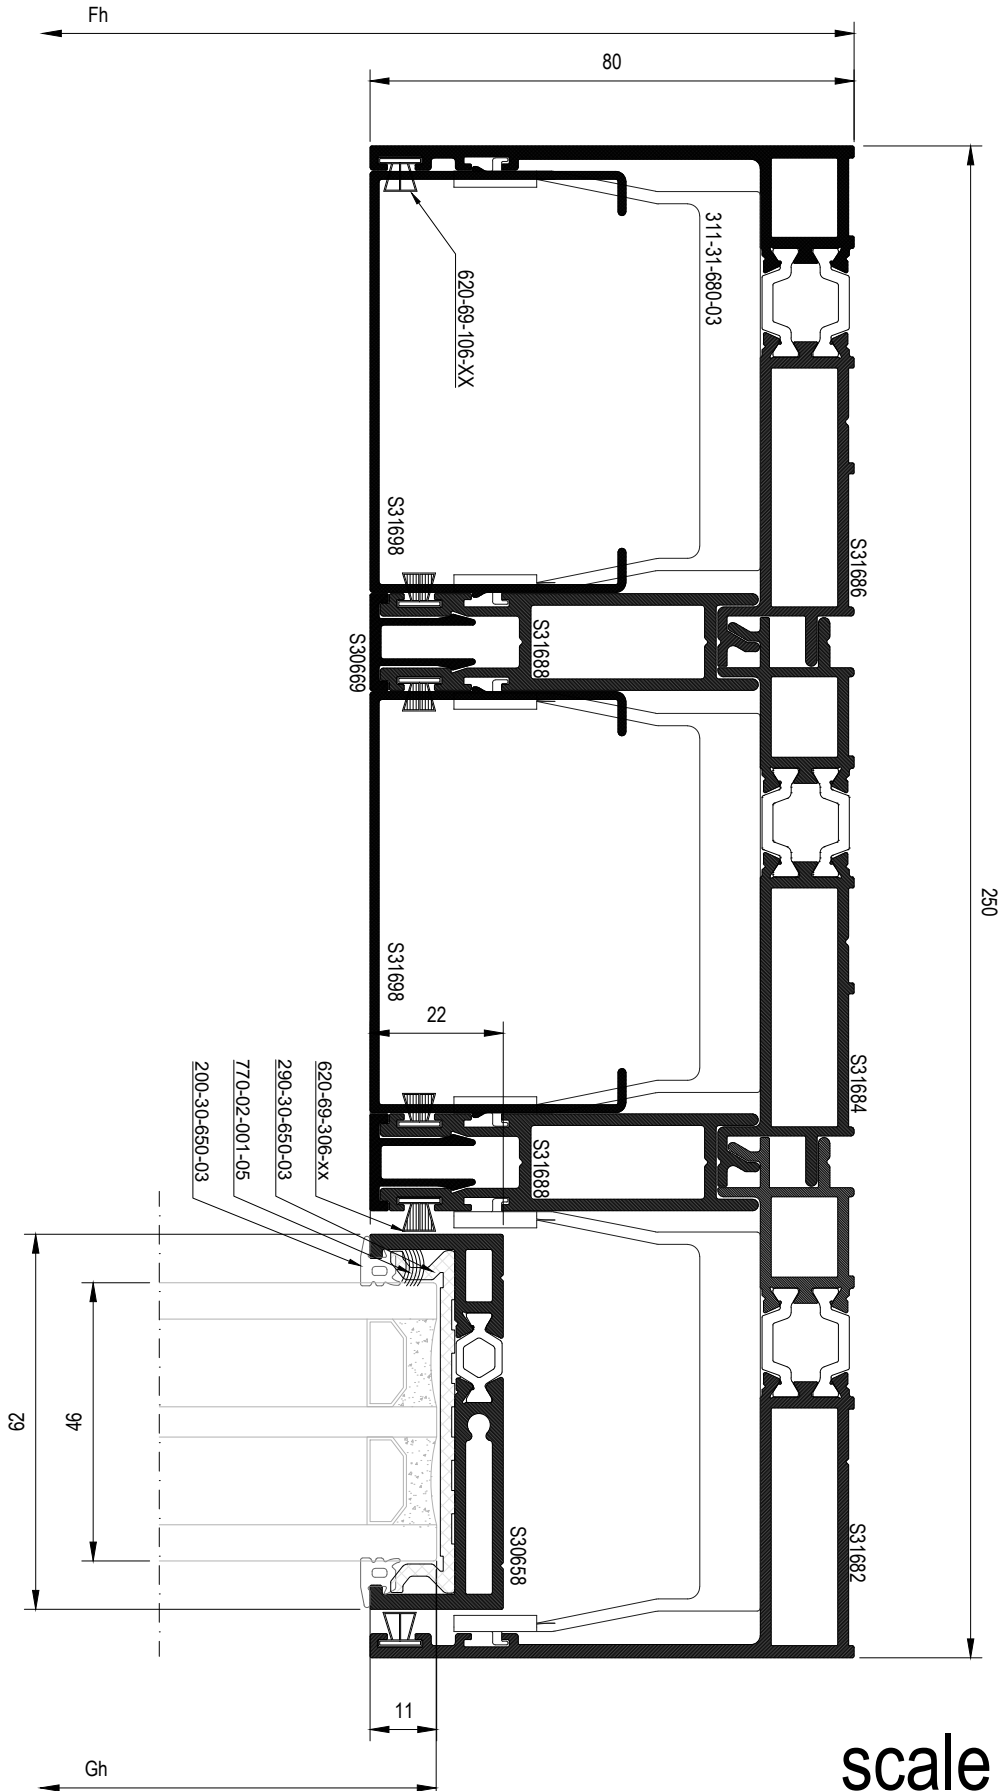 Fh
80
311-31-680-03
620-69-106-XX
S31698
S31686
S30669
S31688
250
S31698
22
S31684
620-69-306-xx
290-30-650-03
770-02-001-05
200-30-650-03
S31688
62
46
S30658
S31682
11
Gh
scale